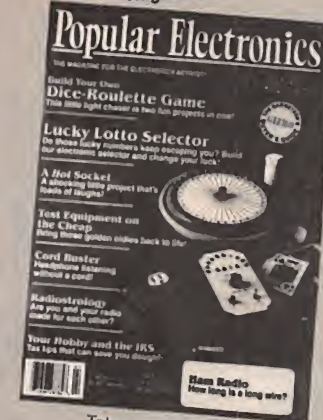 Popular Electronics
THE MAGAZINE FOR THE ELECTRONICS ACTIVIST!
Build Your Own
Dice-Roulette Game
This little light chaser is two fun projects in one!
GIZMO
Lucky Lotto Selector
Do those lucky numbers keep escaping you? Build
our electronic selector and change your luck!
A Hot Socket
A shocking little project that's
loads of laughs!
Test Equipment on
the Cheap
Bring those golden oldies back to life!
Cord Buster
Headphone listening
without a cord!
Radiostrology
Are you and your radio
made for each other?
Your Hobby and the IRS
Tax tips that can save you dough!
Ham Radio
How long is a long wire?